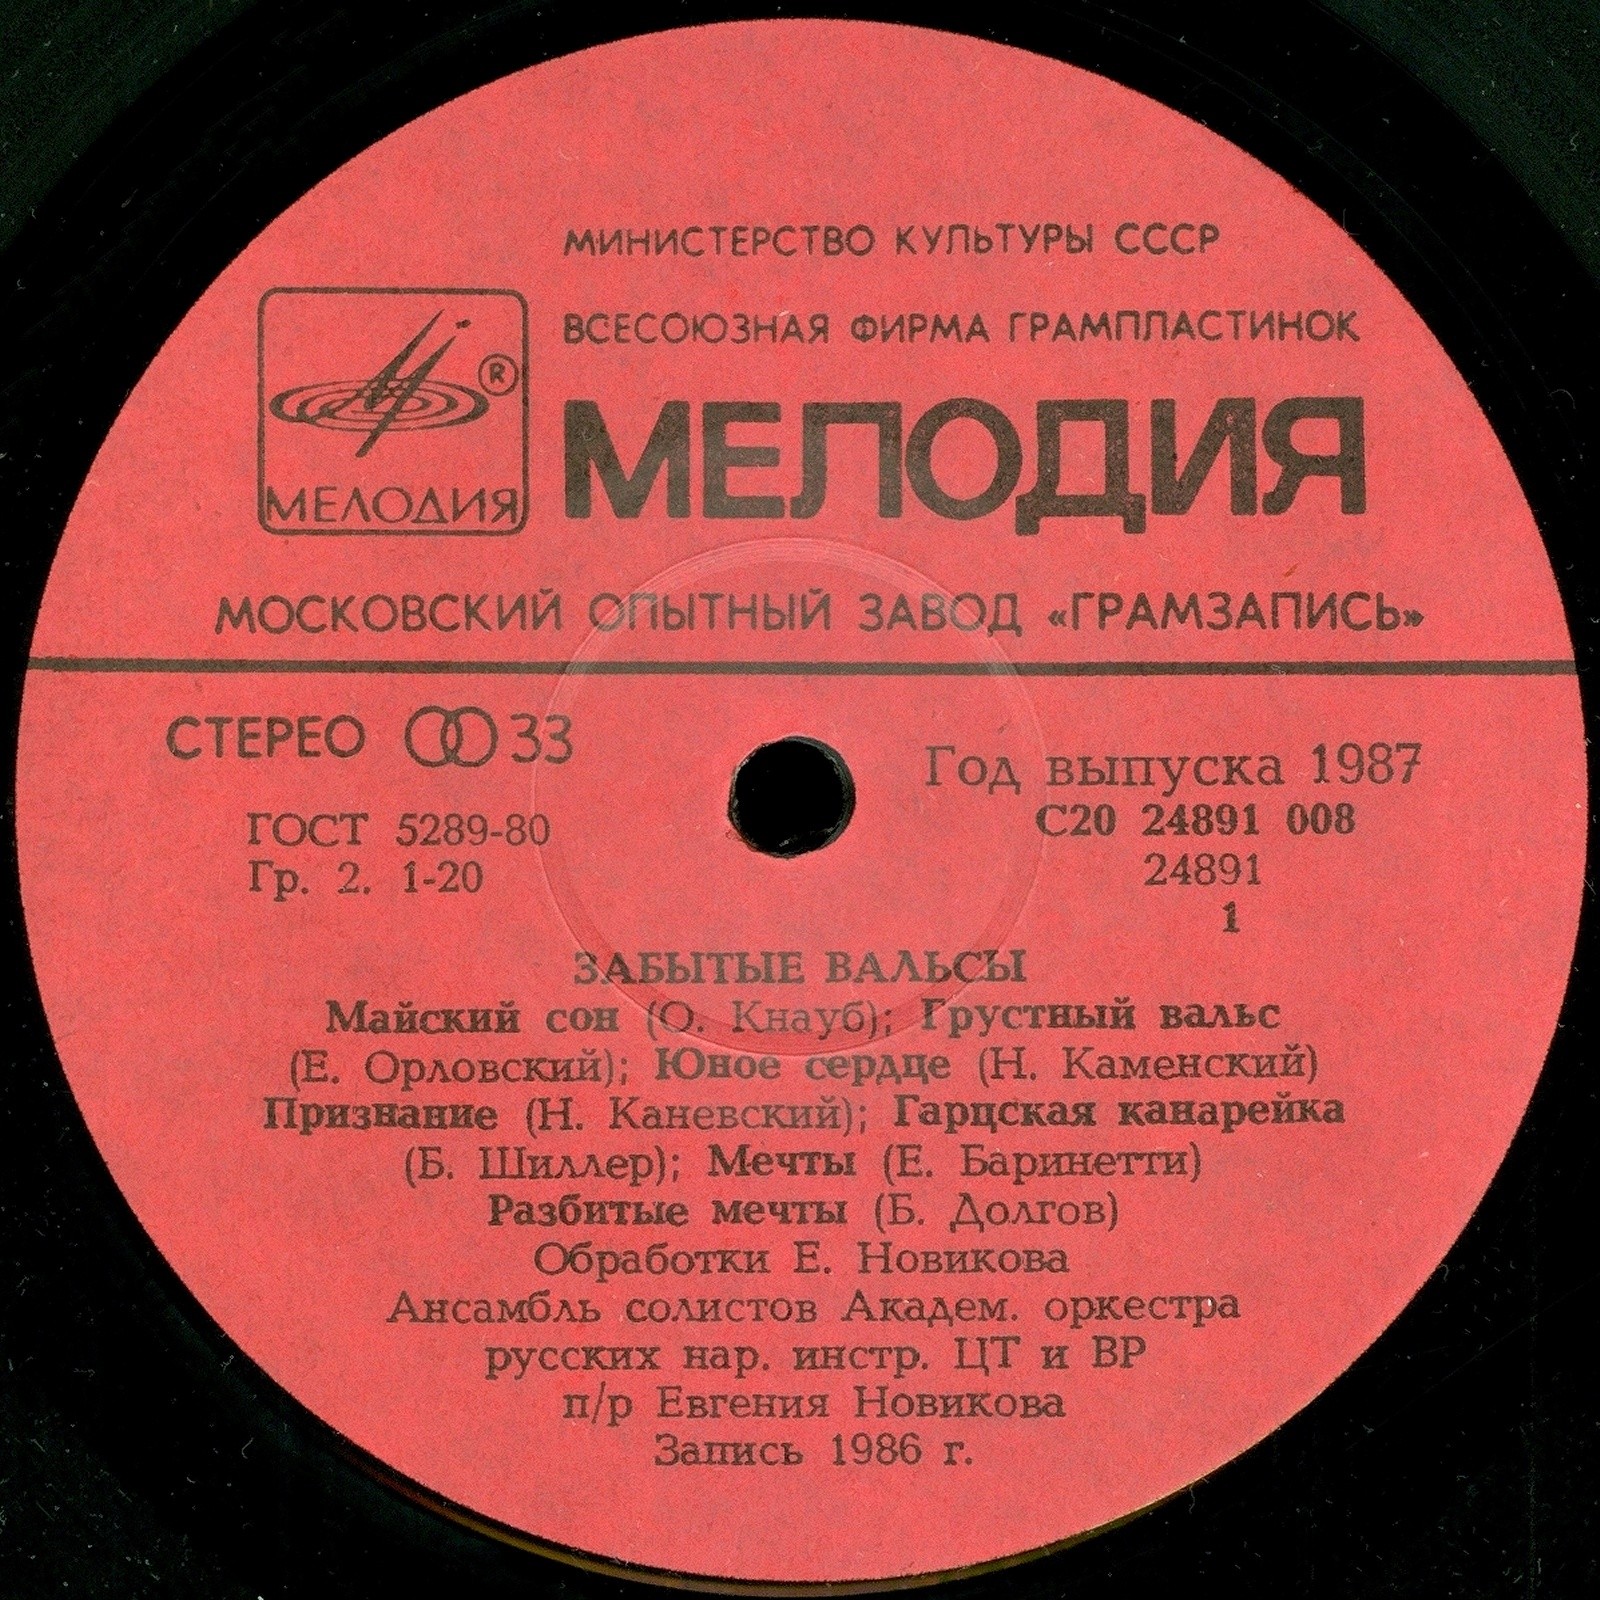 МИНИСТЕРСТВО КУЛЬТУРЫ СССР
ВСЕСОЮЗНАЯ ФИРМА ГРАМПЛАСТИНОК
®
МЕЛОДИЯ
МЕЛОДИЯ
МОСКОВСКИЙ ОПЫТНЫЙ ЗАВОД «ГРАМЗАПИСЬ»
СТЕРЕО 33
ГОСТ 5289-80
Гр. 2. 1-20
Год выпуска 1987
С20 24891 008
24891
1
ЗАБЫТЫЕ ВАЛЬСЫ
Майский сон (О. Кнауб); Грустный вальс
(Е. Орловский); Юное сердце (Н. Каменский)
Признание (Н. Каневский); Гарцская канарейка
(Б. Шиллер); Мечты (Е. Баринетти)
Разбитые мечты (Б. Долгов)
Обработки Е. Новикова
Ансамбль солистов Академ. оркестра
русских нар. инстр. ЦТ и ВР
п/р Евгения Новикова
Запись 1986 г.